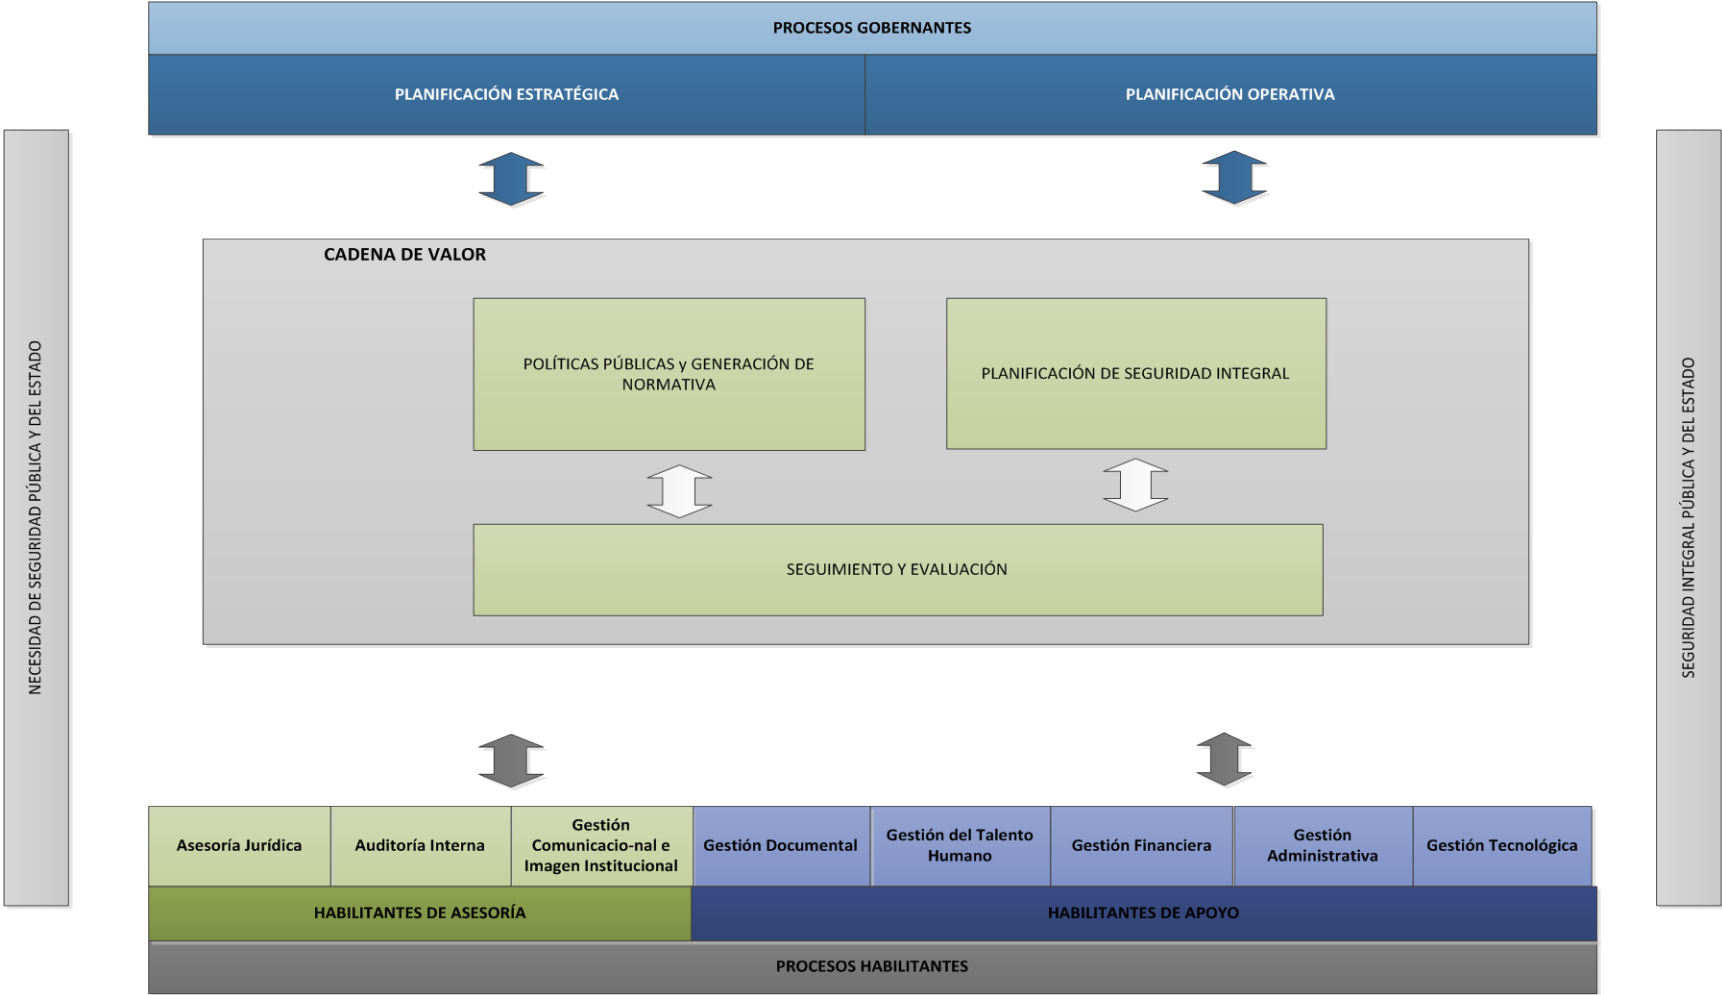 PROCESOS GOBERNANTES
PLANIFICACIÓN ESTRATÉGICA
PLANIFICACIÓN OPERATIVA
NECESIDAD DE SEGURIDAD PÚBLICA Y DEL ESTADO
CADENA DE VALOR
POLÍTICAS PÚBLICAS y GENERACIÓN DE
NORMATIVA
PLANIFICACIÓN DE SEGURIDAD INTEGRAL
SEGUIMIENTO Y EVALUACIÓN
SEGURIDAD INTEGRAL PÚBLICA Y DEL ESTADO
Asesoría Jurídica
Auditoría Interna
Gestión
Comunicacio-nal e
Imagen Institucional
Gestión Documental
Gestión del Talento
Humano
Gestión Financiera
Gestión
Administrativa
Gestión Tecnológica
HABILITANTES DE ASESORÍA
HABILITANTES DE APOYO
PROCESOS HABILITANTES